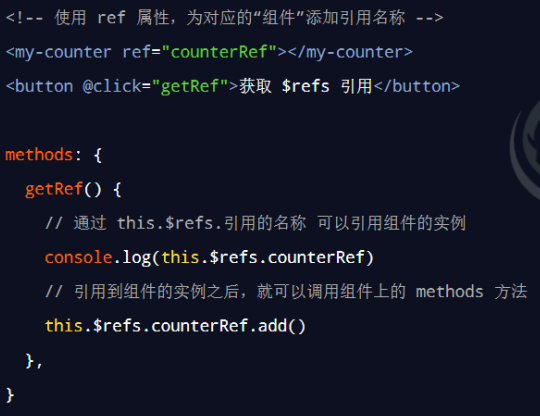 <!-- 使用 ref 属性，为对应的“组件”添加引用名称 -->
<my-counter ref="counterRef"></my-counter>
<button @click="getRef">获取 $refs 引用</button>
methods: {
getRef() {
// 通过 this.$refs.引用的名称 可以引用组件的实例
console.log(this.$refs.counterRef)
// 引用到组件的实例之后，就可以调用组件上的 methods 方法
this.$refs.counterRef.add()
},
}